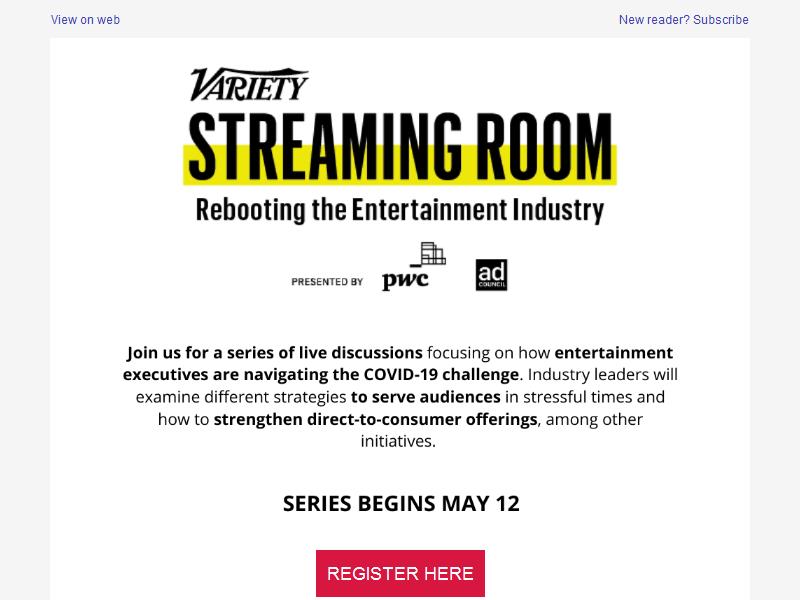 View on web
New reader? Subscribe
VARIETY
STREAMING ROOM
Rebooting the Entertainment Industry
PRESENTED BY pwc ad COUNCIL
Join us for a series of live discussions focusing on how entertainment
executives are navigating the COVID-19 challenge. Industry leaders will
examine different strategies to serve audiences in stressful times and
how to strengthen direct-to-consumer offerings, among other
initiatives.
SERIES BEGINS MAY 12
REGISTER HERE